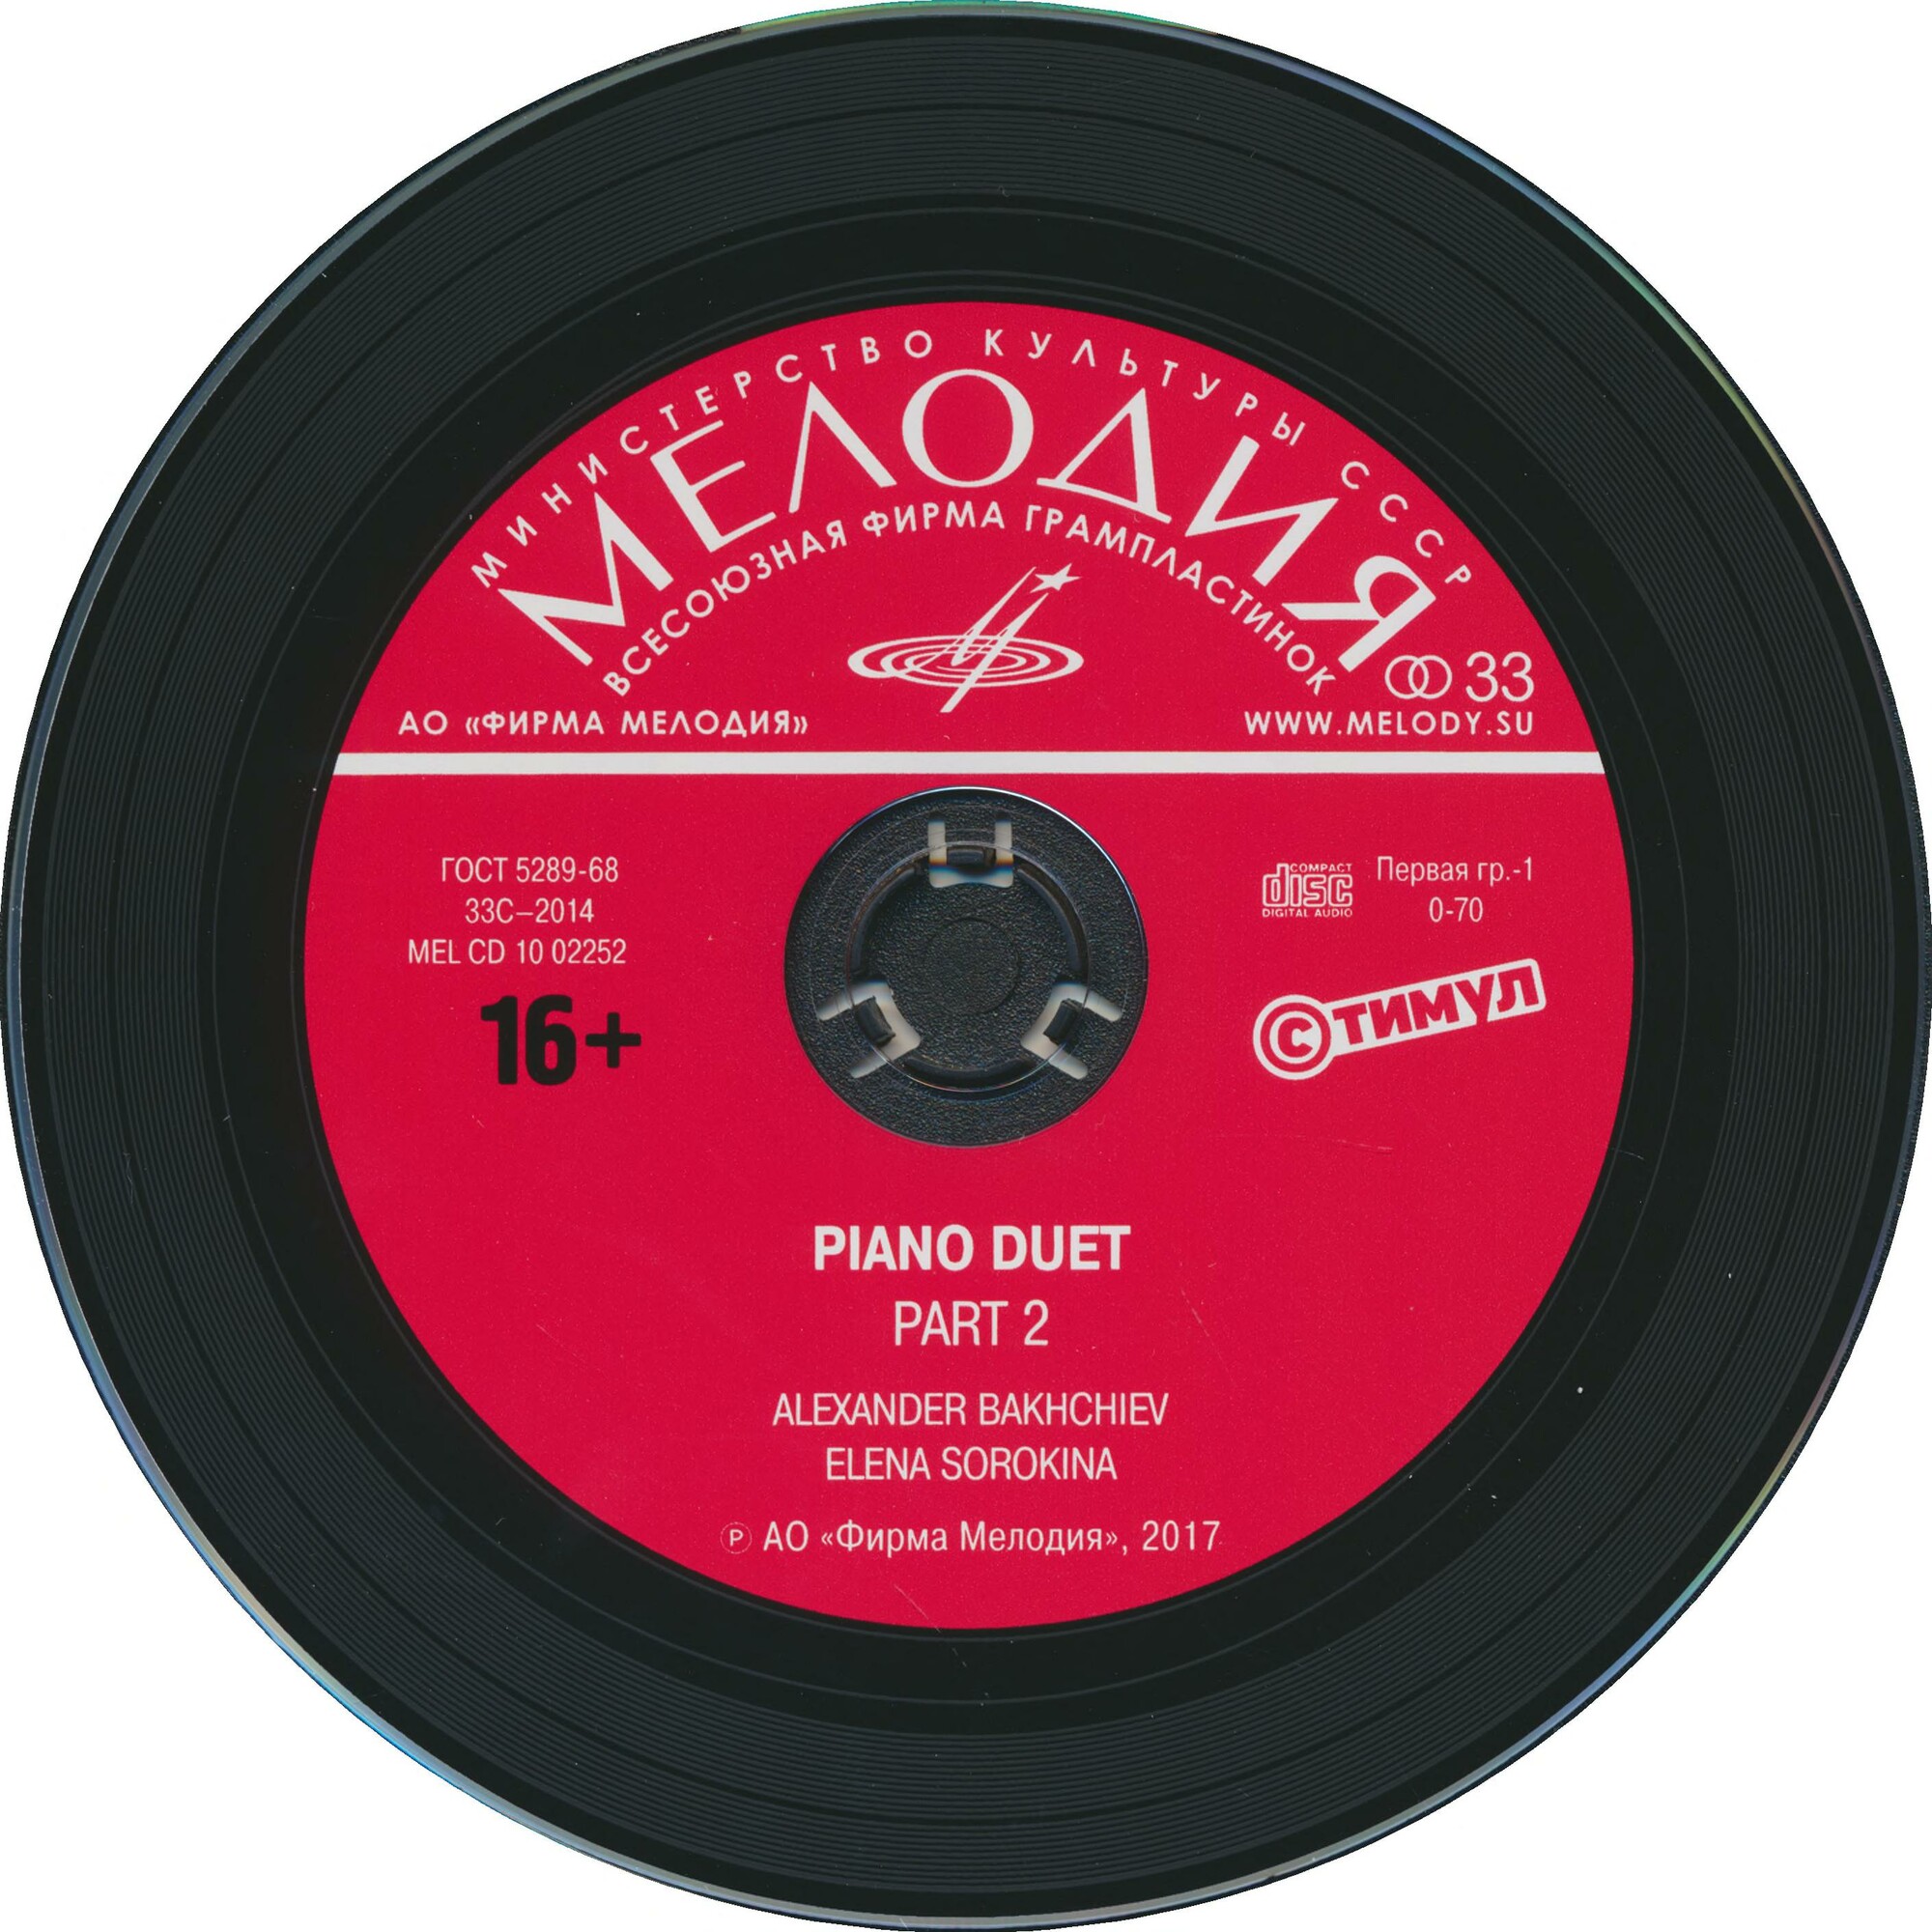 МИНИСТЕРСТВО КУЛЬТУРЫ СССР
МЕЛОДИЯ
ВСЕСОЮЗНАЯ ФИРМА ГРАМПЛАСТИНОК
33
АО «ФИРМА МЕЛОДИЯ»
WWW.MELODY.SU
ГОСТ 5289-68
33С–2014
MEL CD 10 02252
16+
COMPACT
disc
DIGITAL AUDIO
Первая гр.-1
0-70
©ТИМУЛ
PIANO DUET
PART 2
ALEXANDER BAKHCHIEV
ELENA SOROKINA
℗ АО «Фирма Мелодия», 2017